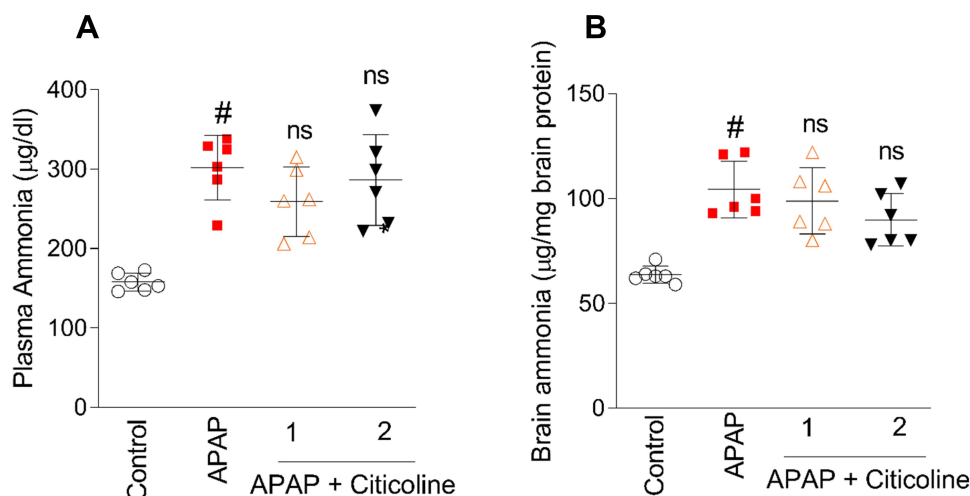 A
Plasma Ammonia (µg/dl)
400
300
200
100
0
#
ns
ns
*
Control
APAP
1
2
APAP + Citicoline
B
Brain ammonia (µg/mg brain protein)
150
100
50
0
#
ns
ns
Control
APAP
1
2
APAP + Citicoline